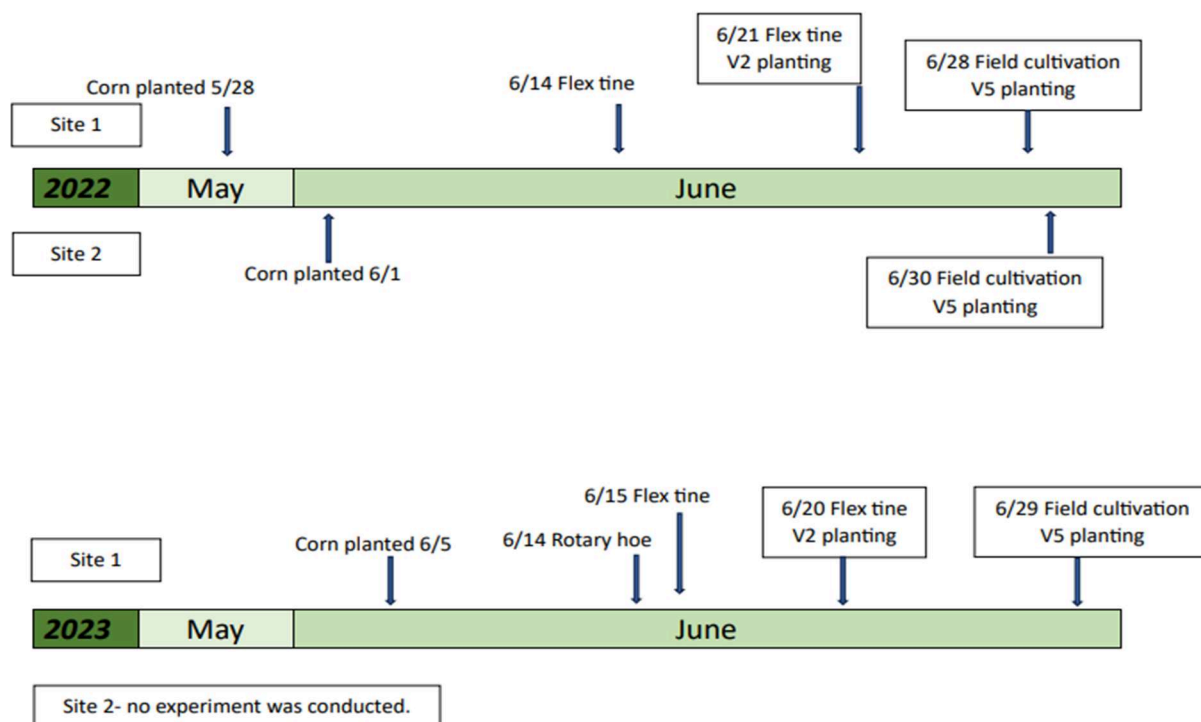 6/21 Flex tine
V2 planting
6/28 Field cultivation
V5 planting
Corn planted 5/28
6/14 Flex tine
Site 1
2022 May June
Site 2
Corn planted 6/1
6/30 Field cultivation
V5 planting
6/15 Flex tine
6/20 Flex tine
V2 planting
6/29 Field cultivation
V5 planting
Corn planted 6/5
6/14 Rotary hoe
Site 1
2023 May June
Site 2- no experiment was conducted.